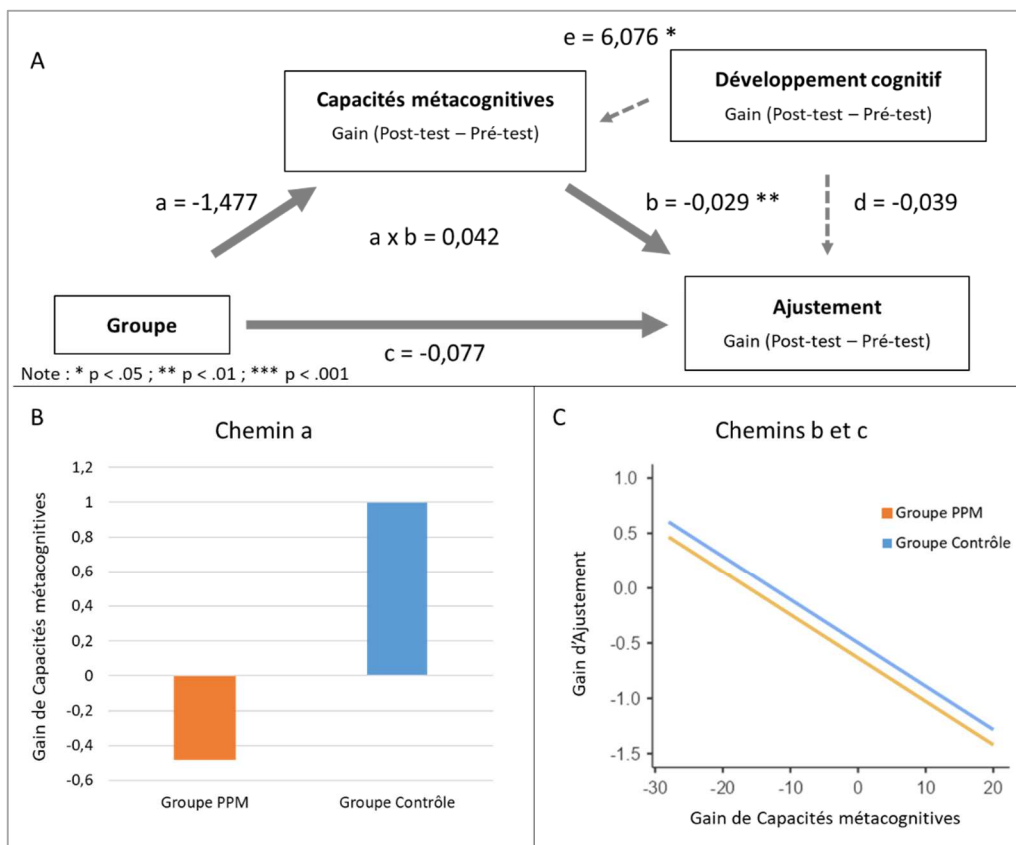 A
e = 6,076 *
Développement cognitif
Gain (Post-test – Pré-test)
Capacités métacognitives
Gain (Post-test – Pré-test)
a = -1,477
b = -0,029 **
d = -0,039
a x b = 0,042
Groupe
Ajustement
Gain (Post-test – Pré-test)
c = -0,077
Note : * p < .05 ; ** p < .01 ; *** p < .001
B
Chemin a
Gain de Capacités métacognitives
1,2
1
0,8
0,6
0,4
0,2
0
-0,2
-0,4
-0,6
Groupe PPM
Groupe Contrôle
C
Chemins b et c
Gain d'Ajustement
1.0
0.5
0.0
-0.5
-1.0
-1.5
Groupe PPM
Groupe Contrôle
-30 -20 -10 0 10 20
Gain de Capacités métacognitives